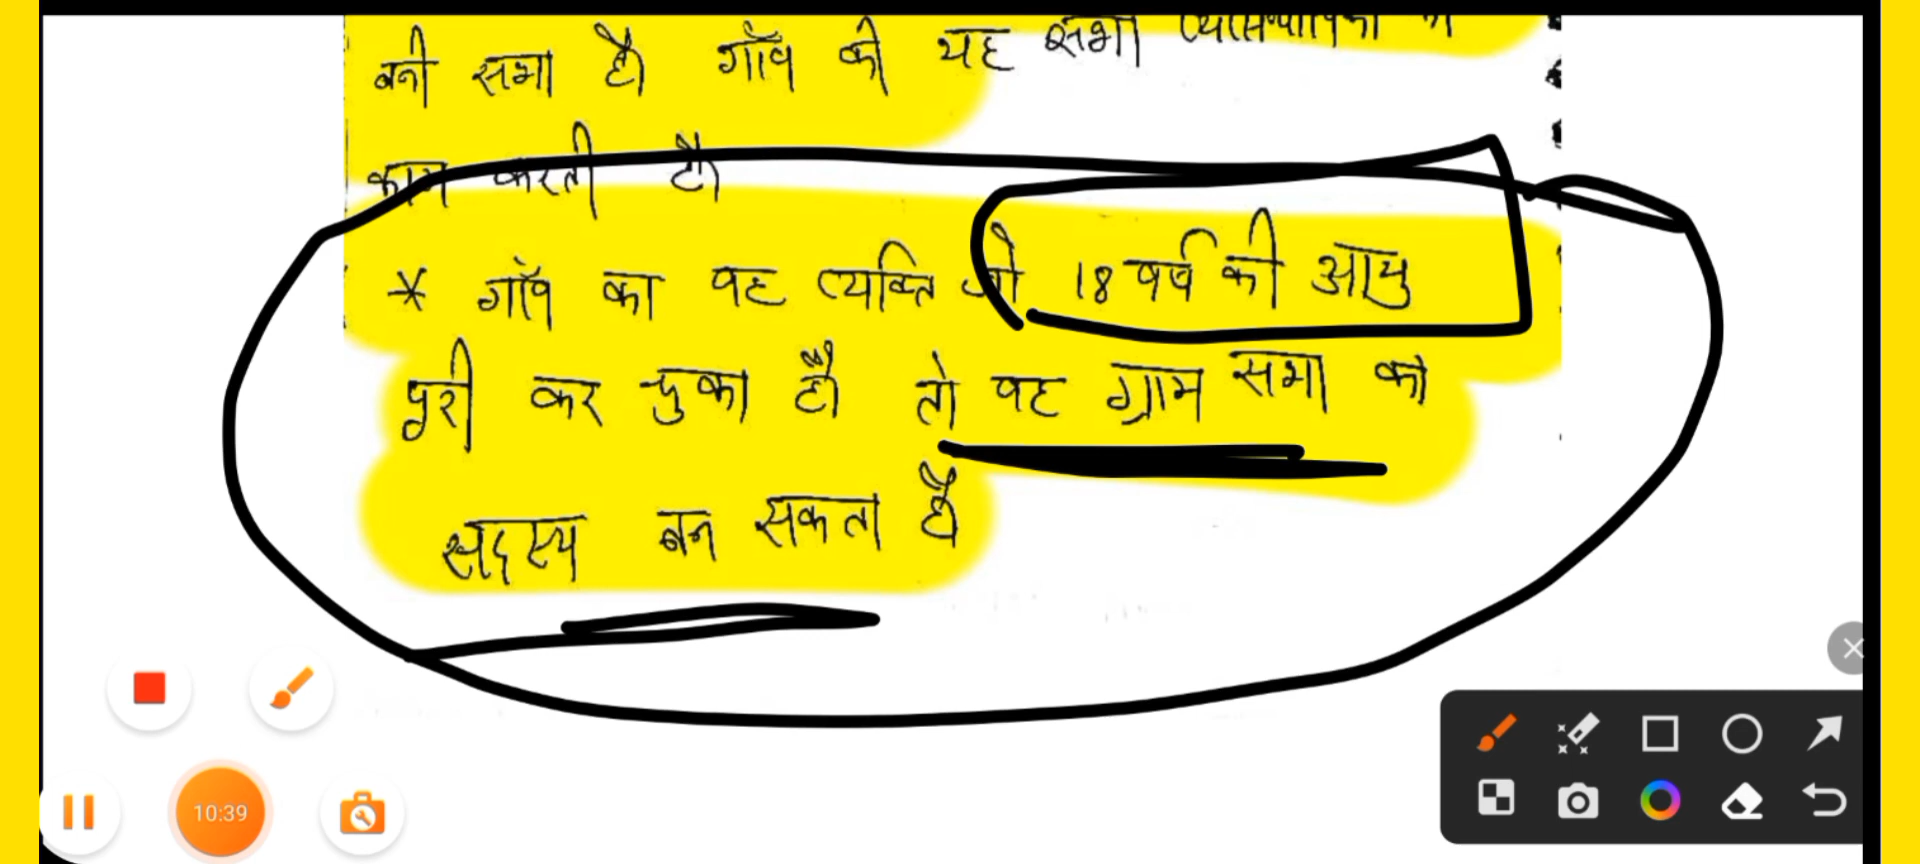 बनी सभा है। गाँव की यह सभा
काम करती है।
* गाँव का वह व्यक्ति जो 18 वर्ष की आयु
पूरी कर चुका हो तो वह ग्राम सभा का
सदस्य बन सकता है
10:39